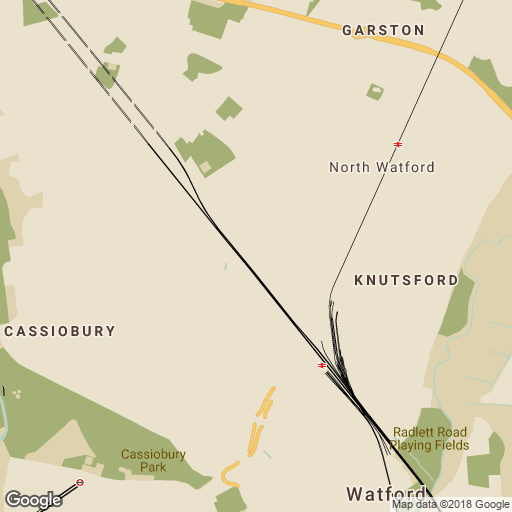 GARSTON
North Watford
KNUTSFORD
CASSIOBURY
Radlett Road
Playing Fields
Cassiobury
Park
Watford
Google
Map data ©2018 Google